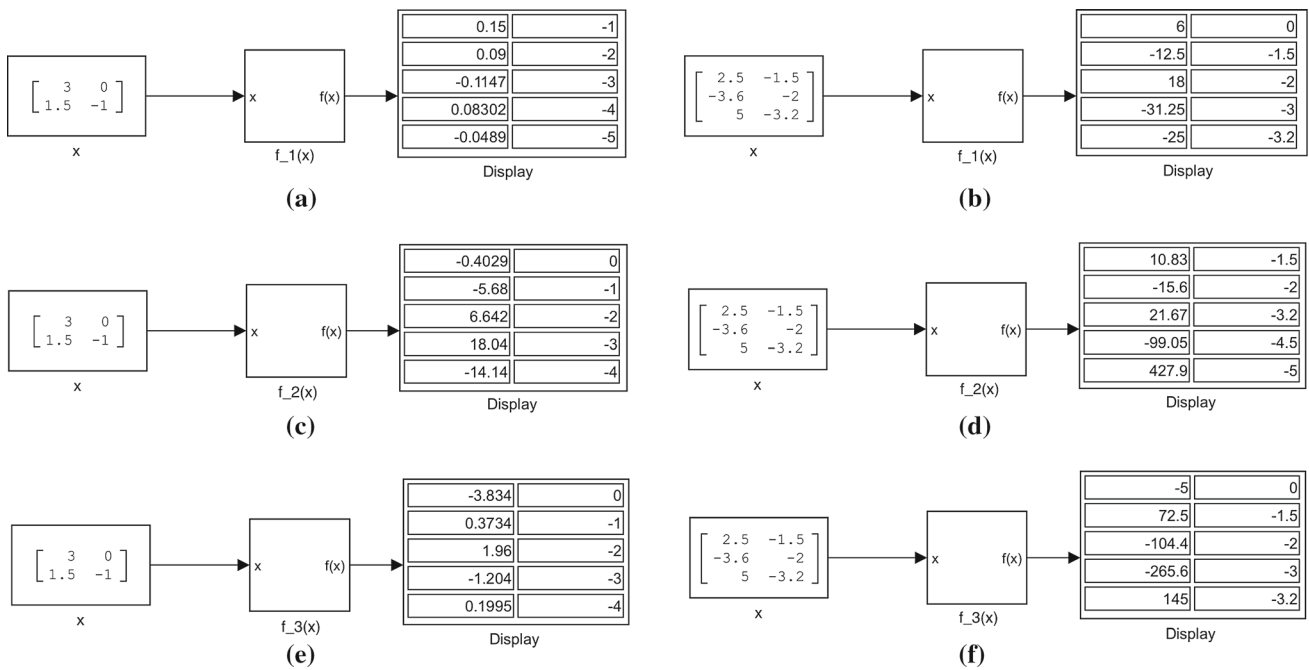 3 0
1.5 -1
x
x f(x)
f_1(x)
0.15 -1
0.09 -2
-0.1147 -3
0.08302 -4
-0.0489 -5
Display
(a)
2.5 -1.5
-3.6 -2
5 -3.2
x
x f(x)
f_1(x)
6 0
-12.5 -1.5
18 -2
-31.25 -3
-25 -3.2
Display
(b)
3 0
1.5 -1
x
x f(x)
f_2(x)
-0.4029 0
-5.68 -1
6.642 -2
18.04 -3
-14.14 -4
Display
(c)
2.5 -1.5
-3.6 -2
5 -3.2
x
x f(x)
f_2(x)
10.83 -1.5
-15.6 -2
21.67 -3.2
-99.05 -4.5
427.9 -5
Display
(d)
3 0
1.5 -1
x
x f(x)
f_3(x)
-3.834 0
0.3734 -1
1.96 -2
-1.204 -3
0.1995 -4
Display
(e)
2.5 -1.5
-3.6 -2
5 -3.2
x
x f(x)
f_3(x)
-5 0
72.5 -1.5
-104.4 -2
-265.6 -3
145 -3.2
Display
(f)